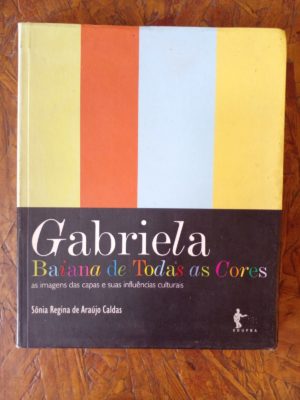 Gabriela
Baiana de Todas as Cores
as imagens das capas e suas influências culturais
Sônia Regina de Araújo Caldas
EDUFBA